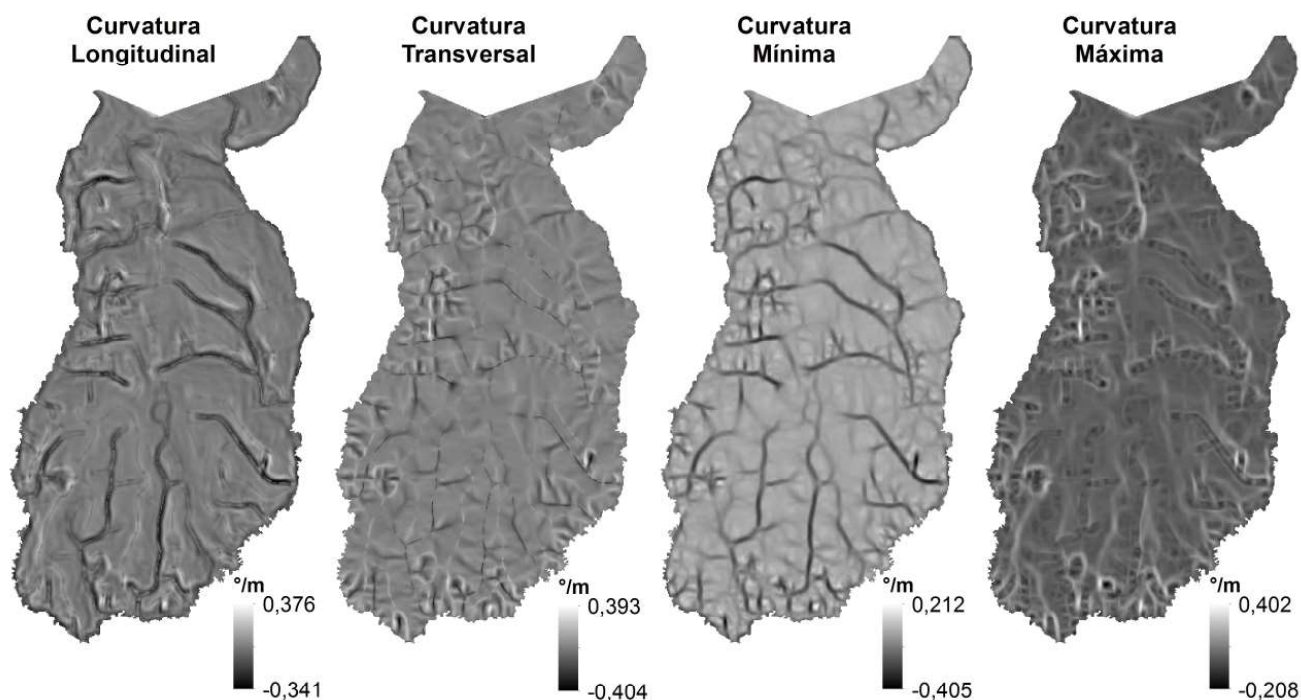 Curvatura
Longitudinal
Curvatura
Transversal
Curvatura
Mínima
Curvatura
Máxima
°/m
0,376
-0,341
°/m
0,393
-0,404
°/m
0,212
-0,405
°/m
0,402
-0,208